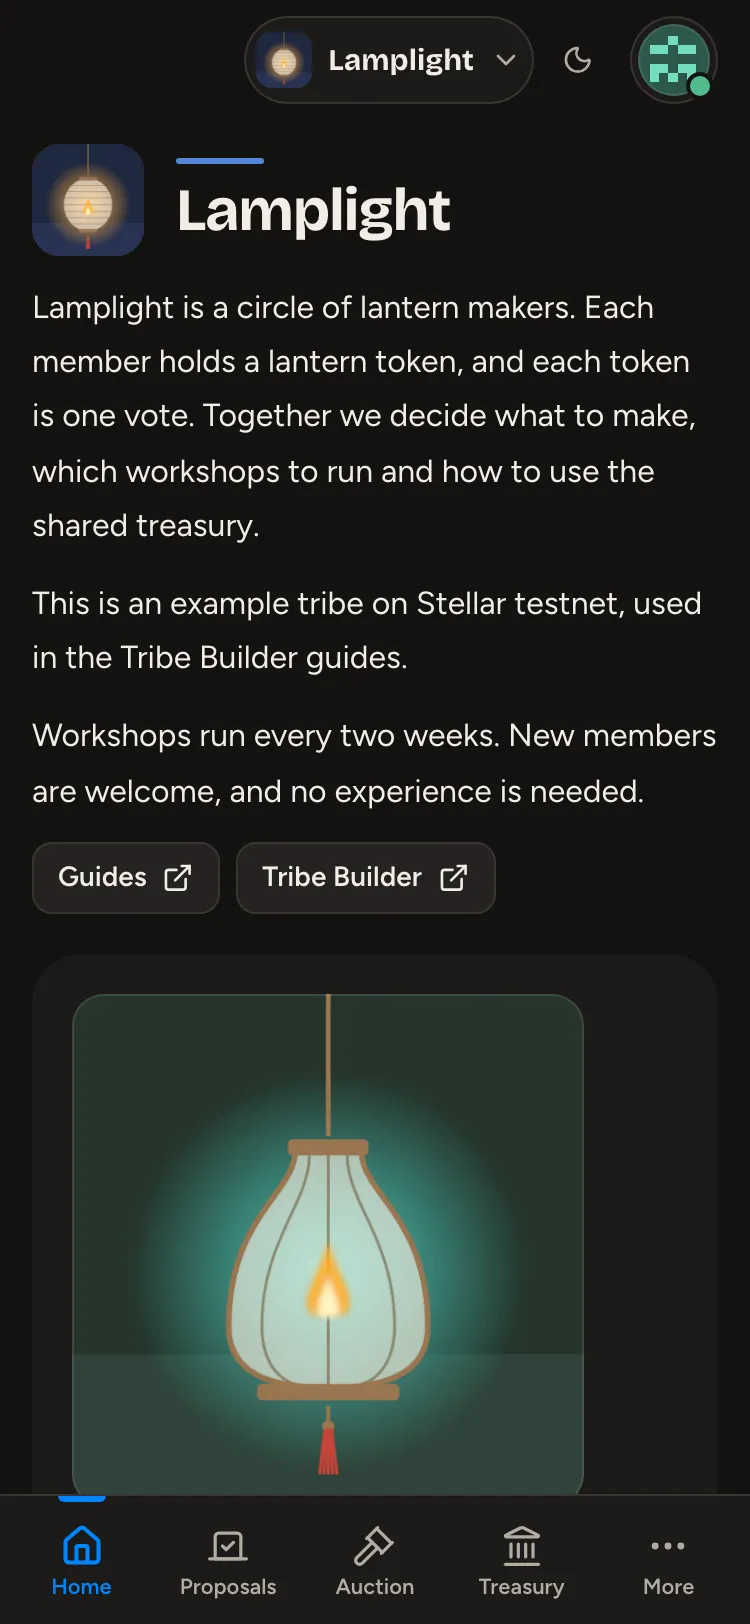 Lamplight
Lamplight
Lamplight is a circle of lantern makers. Each
member holds a lantern token, and each token
is one vote. Together we decide what to make,
which workshops to run and how to use the
shared treasury.
This is an example tribe on Stellar testnet, used
in the Tribe Builder guides.
Workshops run every two weeks. New members
are welcome, and no experience is needed.
Guides
Tribe Builder
Home
Proposals
Auction
Treasury
More